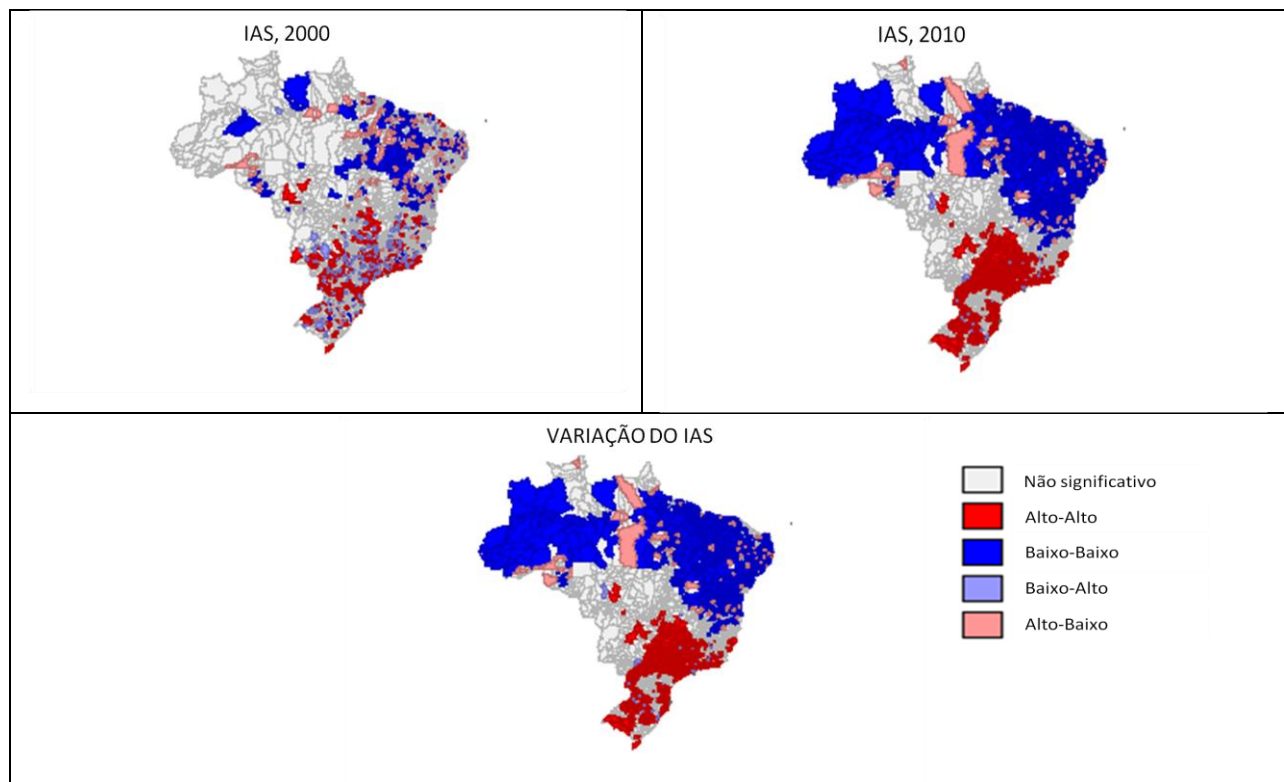 IAS, 2000
IAS, 2010
VARIAÇÃO DO IAS
Não significativo
Alto-Alto
Baixo-Baixo
Baixo-Alto
Alto-Baixo